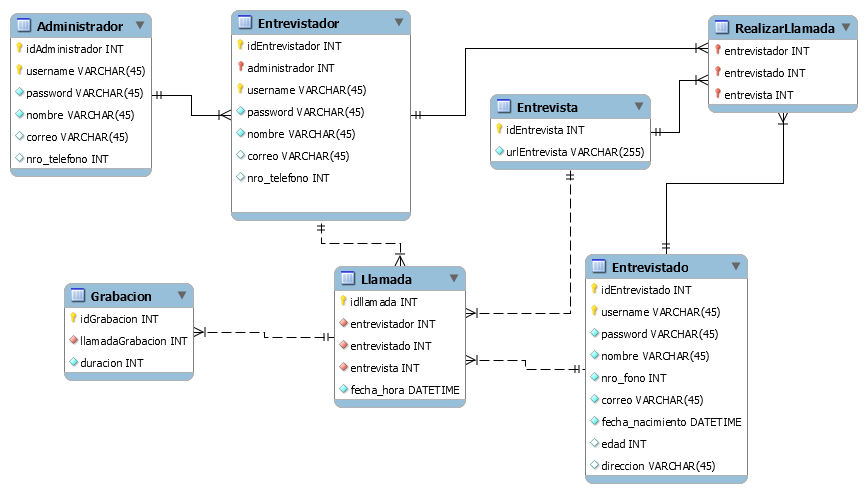 Administrador
idAdministrador INT
username VARCHAR(45)
password VARCHAR(45)
nombre VARCHAR(45)
correo VARCHAR(45)
nro_telefono INT
Entrevistador
idEntrevistador INT
administrador INT
username VARCHAR(45)
password VARCHAR(45)
nombre VARCHAR(45)
correo VARCHAR(45)
nro_telefono INT
RealizarLlamada
entrevistador INT
entrevistado INT
entrevista INT
Entrevista
idEntrevista INT
urlEntrevista VARCHAR(255)
Grabacion
idGrabacion INT
llamadaGrabacion INT
duracion INT
Llamada
idllamada INT
entrevistador INT
entrevistado INT
entrevista INT
fecha_hora DATETIME
Entrevistado
idEntrevistado INT
username VARCHAR(45)
password VARCHAR(45)
nombre VARCHAR(45)
nro_fono INT
correo VARCHAR(45)
fecha_nacimiento DATETIME
edad INT
direccion VARCHAR(45)